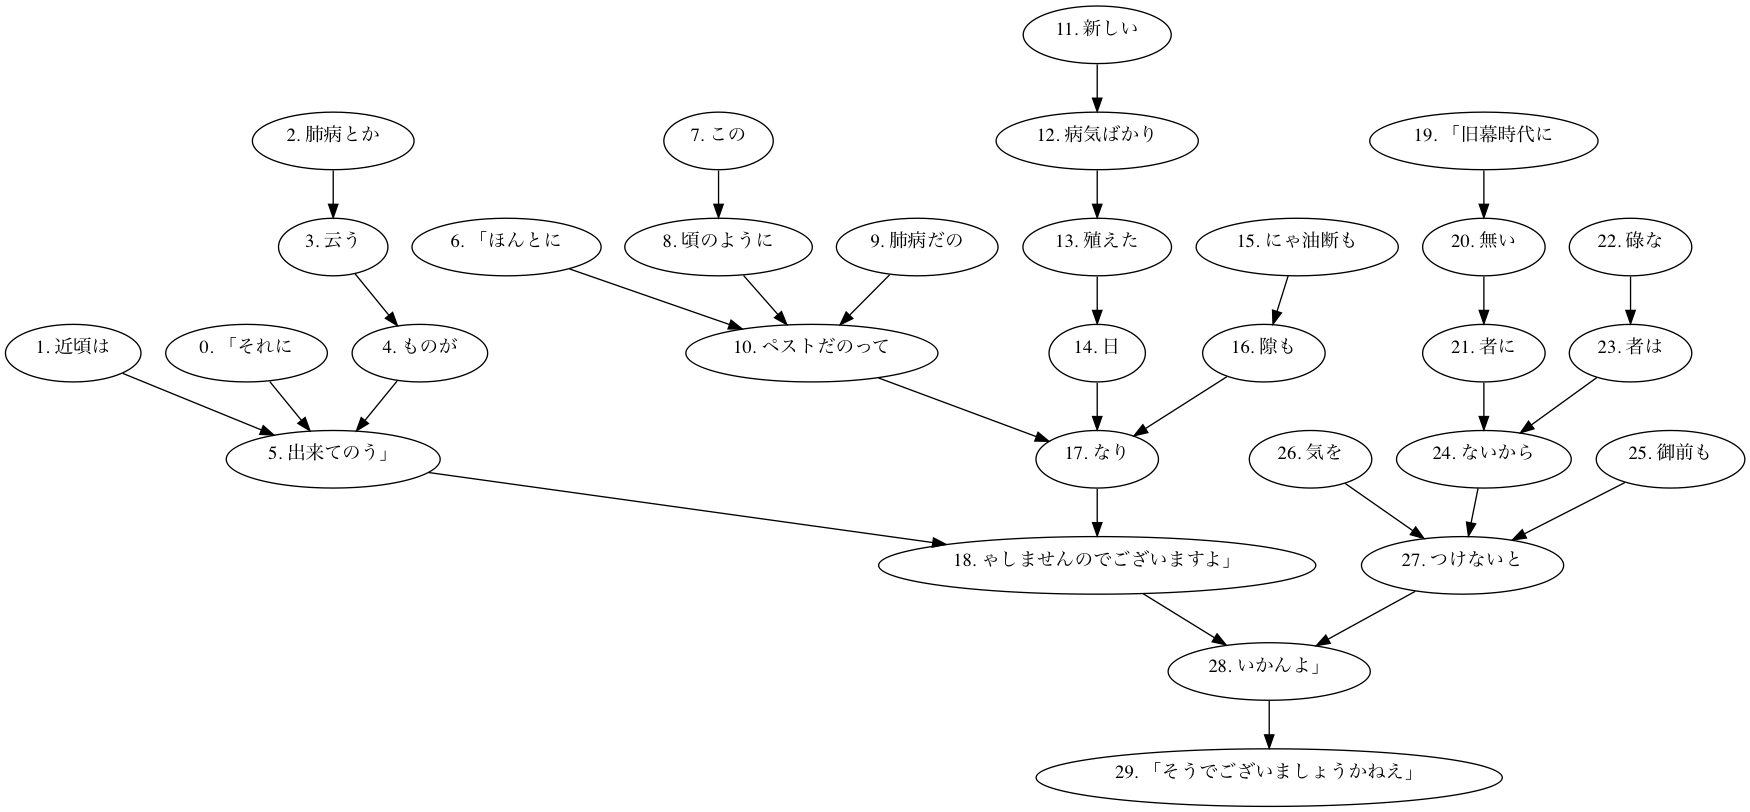 11. 新しい
2. 肺病とか
7. この
12. 病気ばかり
19. 「旧幕時代に
3. 云う
6. 「ほんとに
8. 頃のように
9. 肺病だの
13. 殖えた
15. にゃ油断も
20. 無い
22. 碌な
1. 近頃は
0. 「それに
4. ものが
10. ペストだのって
14. 日
16. 隙も
21. 者に
23. 者は
5. 出来てのう」
17. なり
26. 気を
24. ないから
25. 御前も
18. ゃしませんのでございますよ」
27. つけないと
28. いかんよ」
29. 「そうでございましょうかねえ」